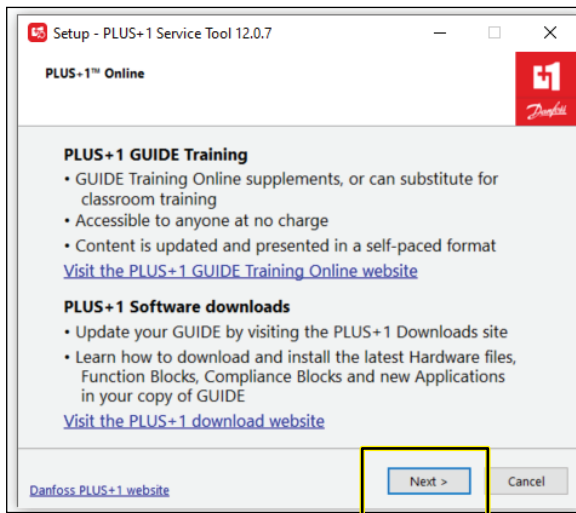 Setup - PLUS+1 Service Tool 12.0.7
PLUS+1™ Online
Danfoss
PLUS+1 GUIDE Training
• GUIDE Training Online supplements, or can substitute for
classroom training
• Accessible to anyone at no charge
• Content is updated and presented in a self-paced format
Visit the PLUS+1 GUIDE Training Online website
PLUS+1 Software downloads
• Update your GUIDE by visiting the PLUS+1 Downloads site
• Learn how to download and install the latest Hardware files,
Function Blocks, Compliance Blocks and new Applications
in your copy of GUIDE
Visit the PLUS+1 download website
Danfoss PLUS+1 website
Next >
Cancel